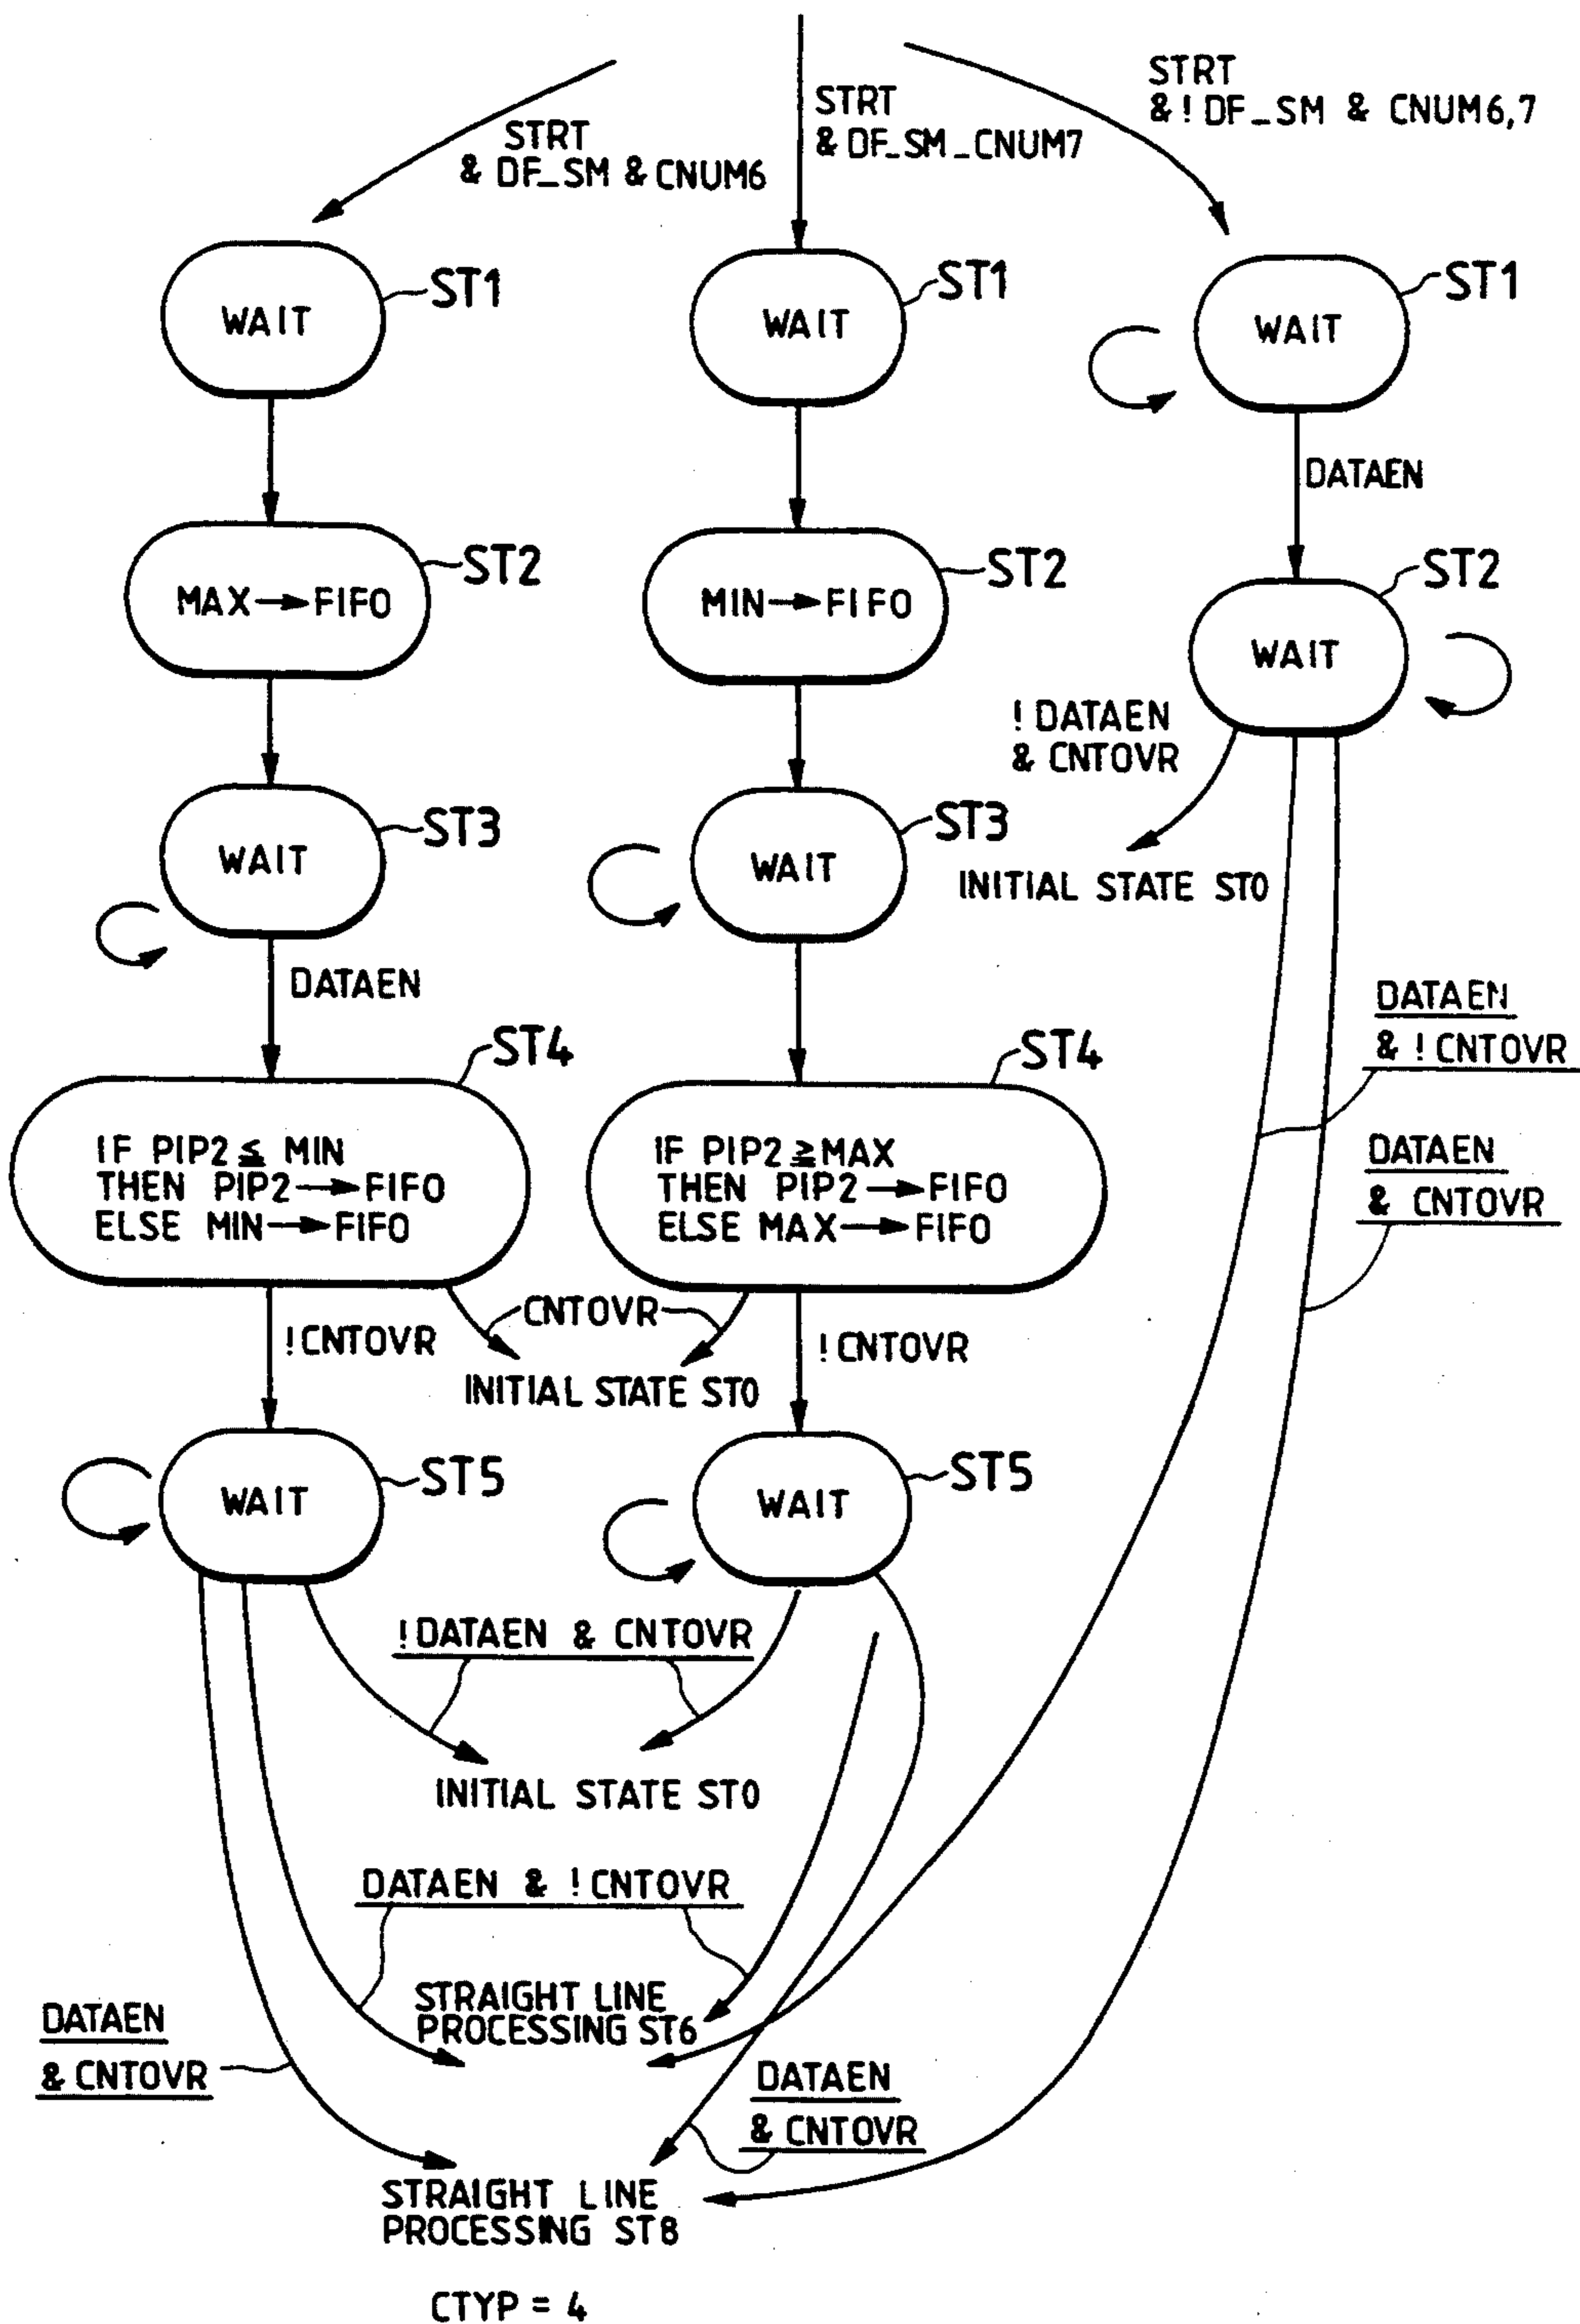 STRT
& DF_SM & CNUM6
STRT
& DF_SM_CNUM7
STRT
& ! DF_SM & CNUM6,7
WAIT
ST1
WAIT
ST1
WAIT
ST1
DATAEN
MAX→FIFO
ST2
MIN→FIFO
ST2
WAIT
ST2
! DATAEN
& CNTOVR
INITIAL STATE ST0
WAIT
ST3
WAIT
ST3
DATAEN
DATAEN
& ! CNTOVR
ST4
IF PIP2 ≦ MIN
THEN PIP2→FIFO
ELSE MIN→FIFO
ST4
IF PIP2 ≧ MAX
THEN PIP2→FIFO
ELSE MAX→FIFO
DATAEN
& CNTOVR
CNTOVR
!CNTOVR
!CNTOVR
INITIAL STATE ST0
WAIT
ST5
WAIT
ST5
!DATAEN & CNTOVR
INITIAL STATE ST0
DATAEN & !CNTOVR
STRAIGHT LINE
PROCESSING ST6
DATAEN
& CNTOVR
DATAEN
& CNTOVR
STRAIGHT LINE
PROCESSING ST8
CTYP = 4